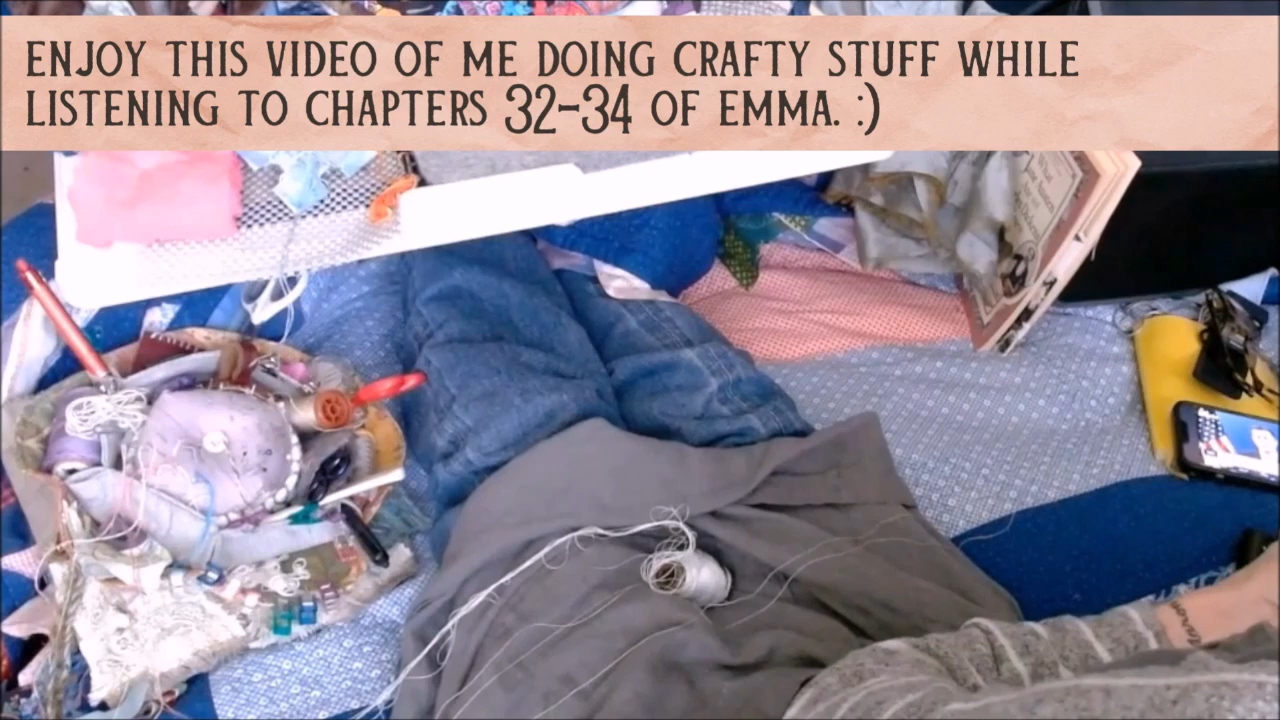 ENJOY THIS VIDEO OF ME DOING CRAFTY STUFF WHILE
LISTENING TO CHAPTERS 32-34 OF EMMA. :)